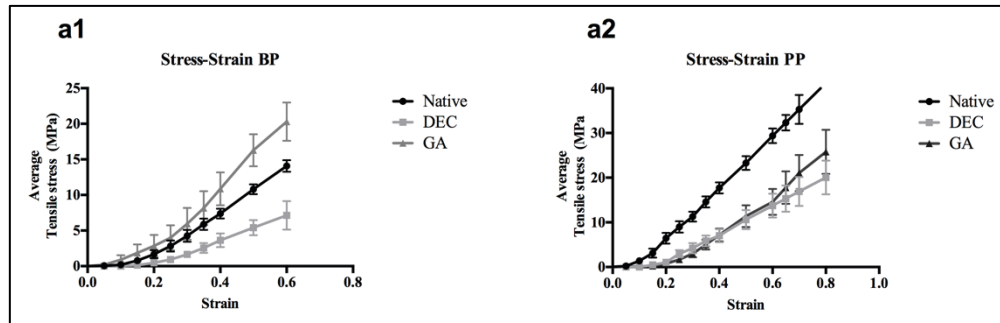 a1
Stress-Strain BP
Average
Tensile stress (MPa)
25
20
15
10
5
0
0.0 0.2 0.4 0.6 0.8
Strain
Native
DEC
GA
a2
Stress-Strain PP
Average
Tensile stress (MPa
40
30
20
10
0
0.0 0.2 0.4 0.6 0.8 1.0
Strain
Native
DEC
GA